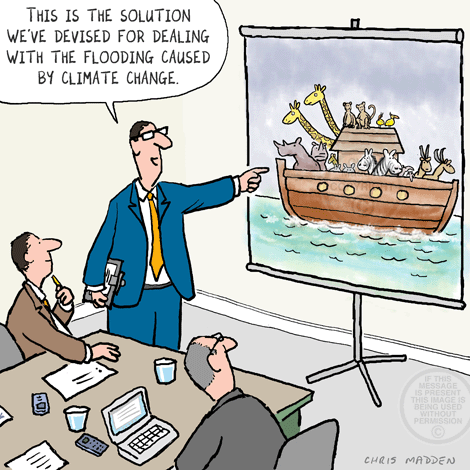 THIS IS THE SOLUTION
WE'VE DEVISED FOR DEALING
WITH THE FLOODING CAUSED
BY CLIMATE CHANGE.
IF THIS
MESSAGE
IS PRESENT
THIS IMAGE IS
BEING USED
WITHOUT
PERMISSION
©
CHRIS MADDEN